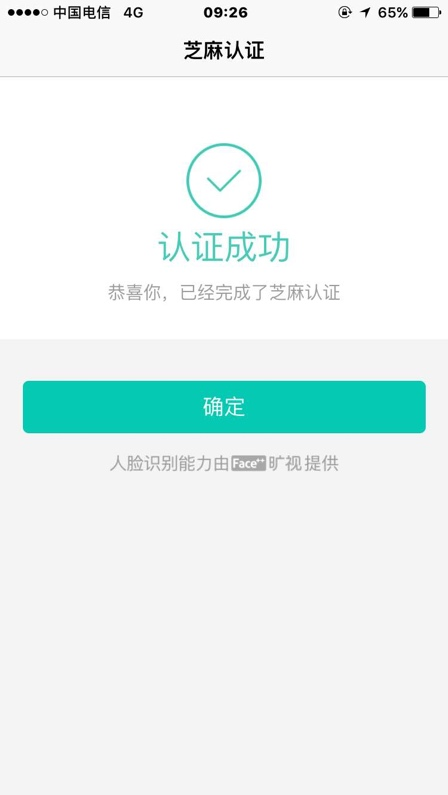 中国电信 4G 09:26 65%
芝麻认证
认证成功
恭喜你，已经完成了芝麻认证
确定
人脸识别能力由Face++旷视提供